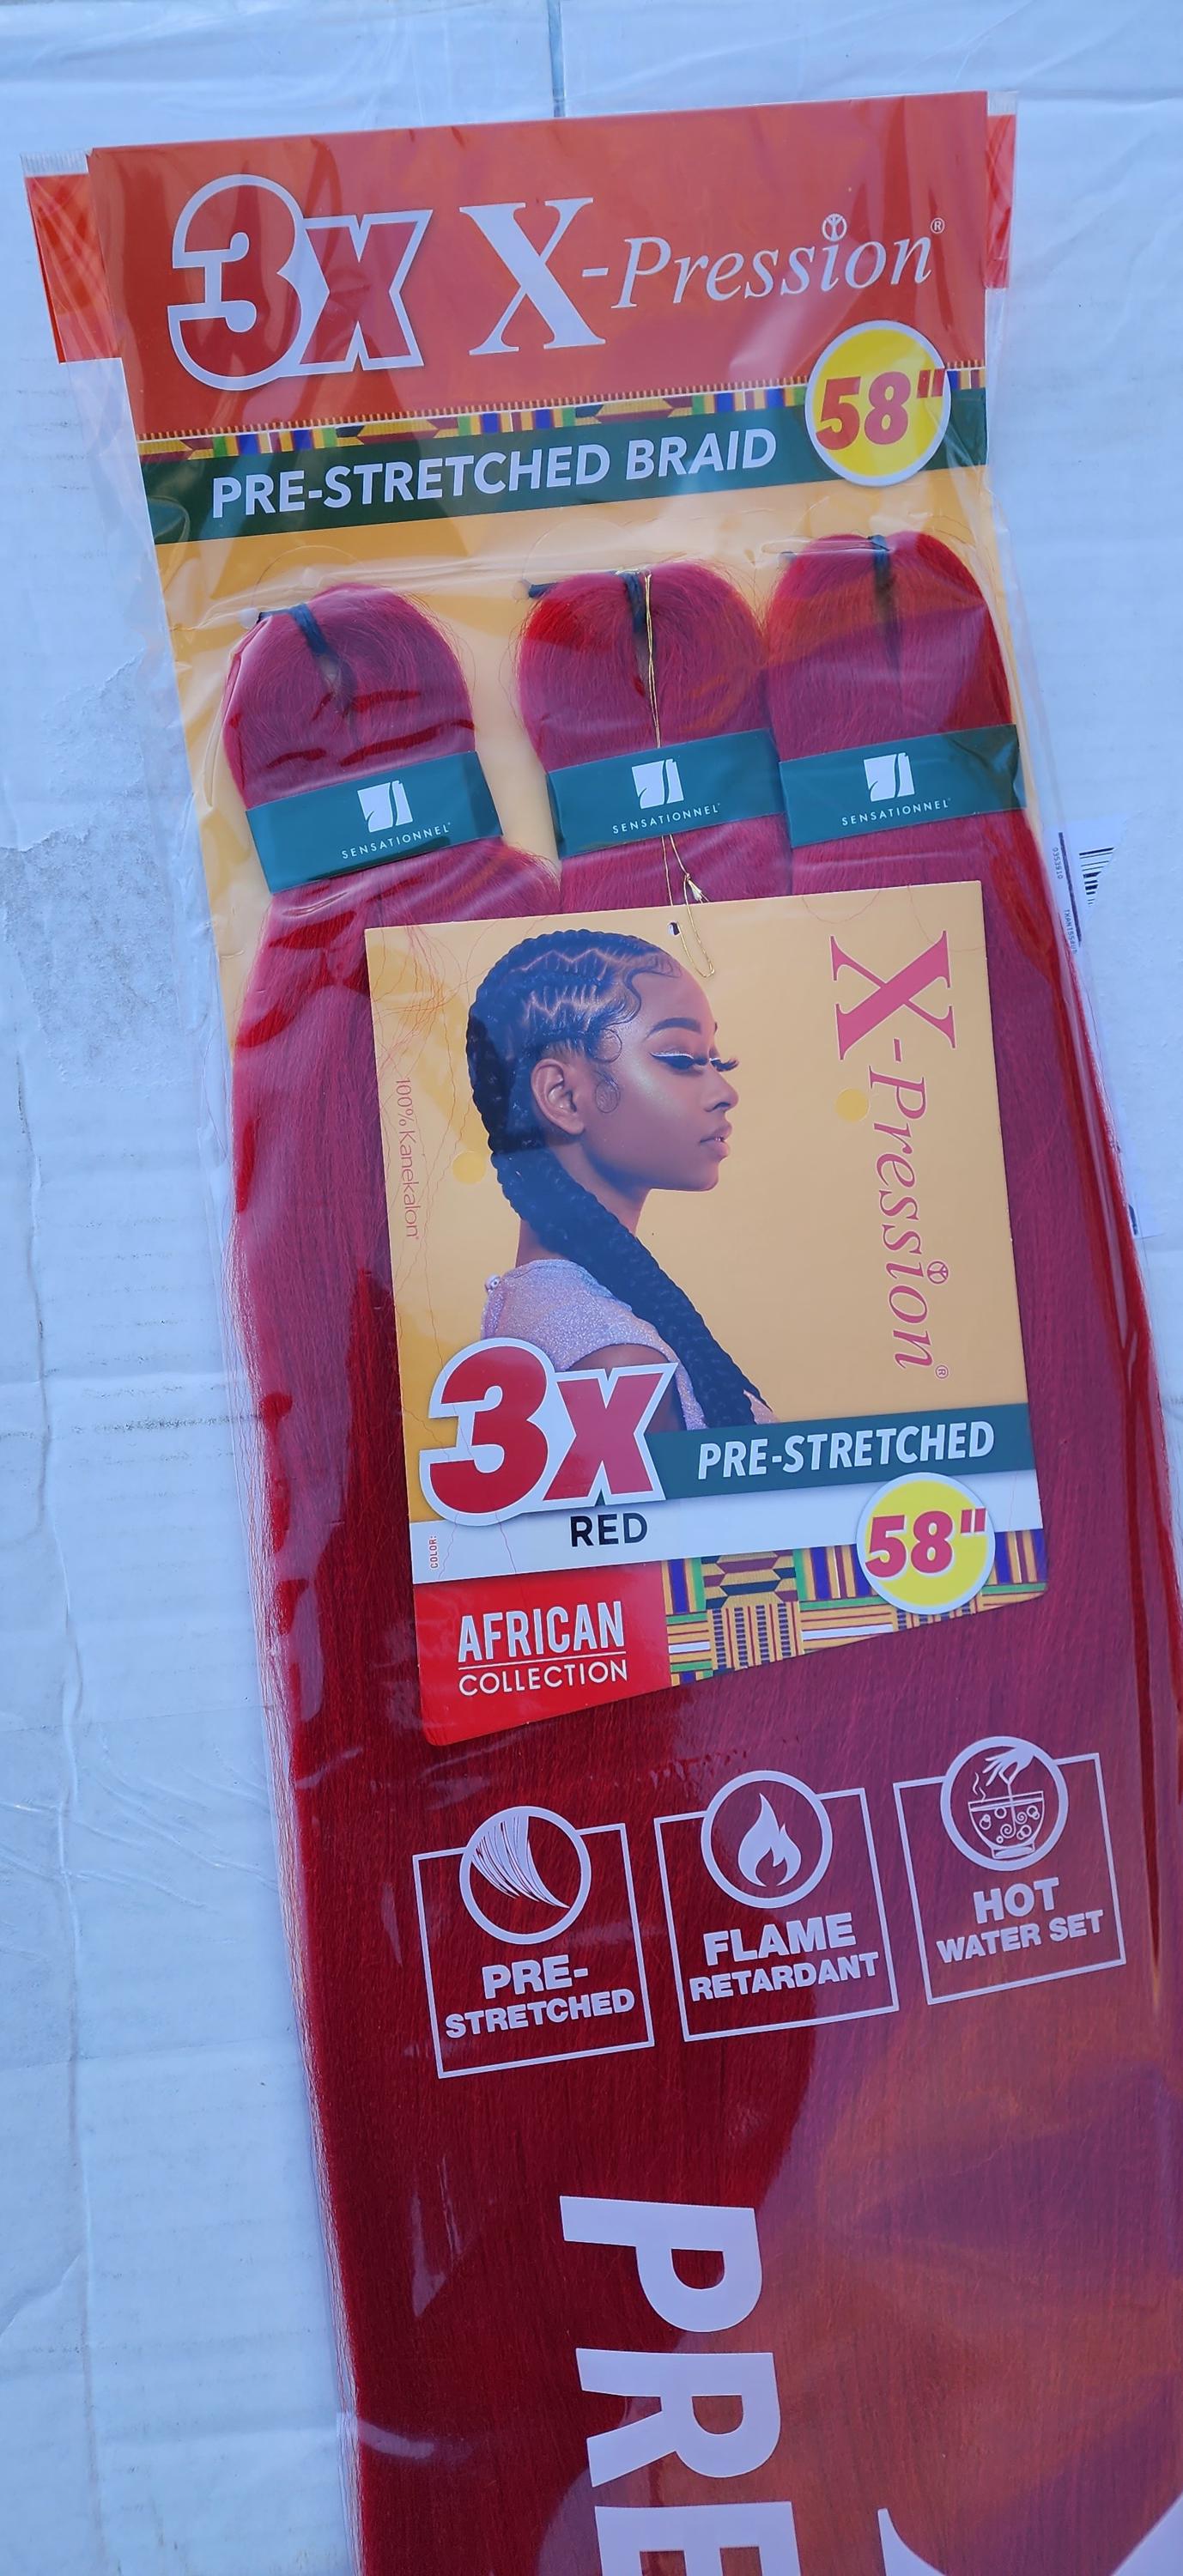 3X X-Pression®
58"
PRE-STRETCHED BRAID
SENSATIONNEL®
SENSATIONNEL®
SENSATIONNEL®
0353910
X-Pression®
100% Kanekalon®
3X
PRE-STRETCHED
COLOR:
RED
58"
AFRICAN
COLLECTION
PRE-
STRETCHED
FLAME
RETARDANT
HOT
WATER SET
PRE